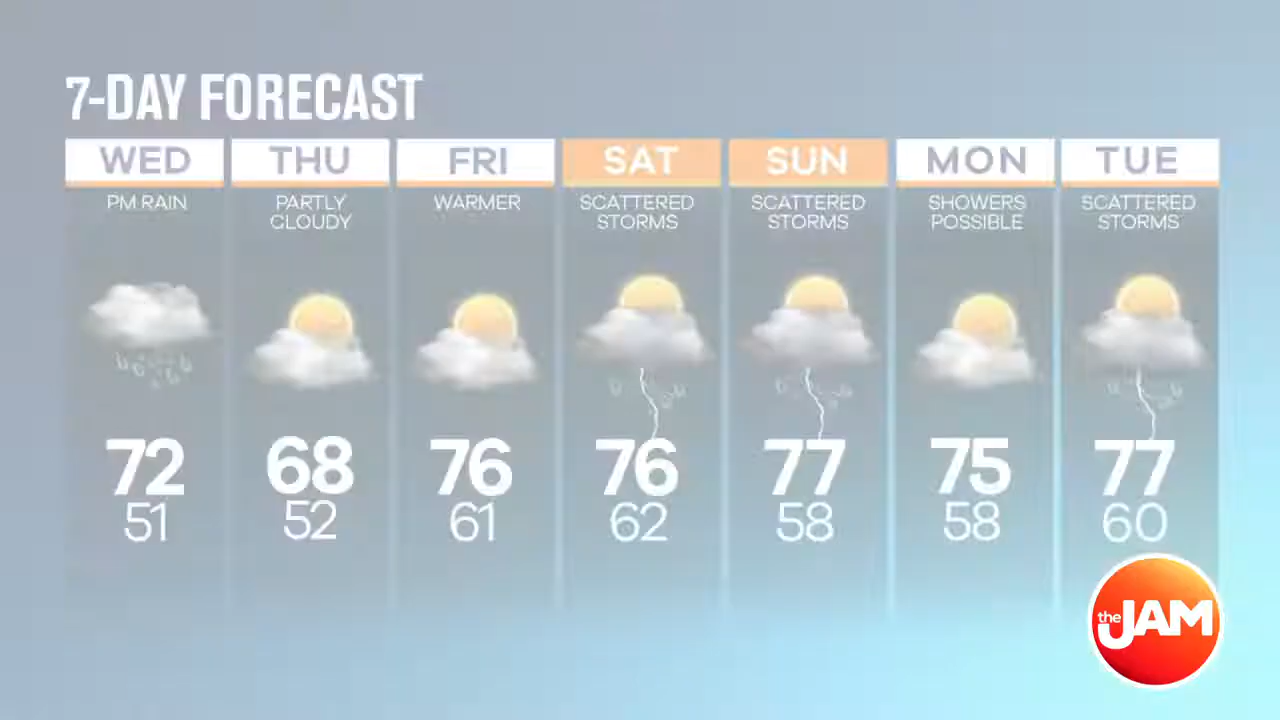 7-DAY FORECAST
WED THU FRI SAT SUN MON TUE
PM RAIN
PARTLY
CLOUDY
WARMER
SCATTERED
STORMS
SCATTERED
STORMS
SHOWERS
POSSIBLE
SCATTERED
STORMS
72 68 76 76 77 75 77
51 52 61 62 58 58 60
the JAM